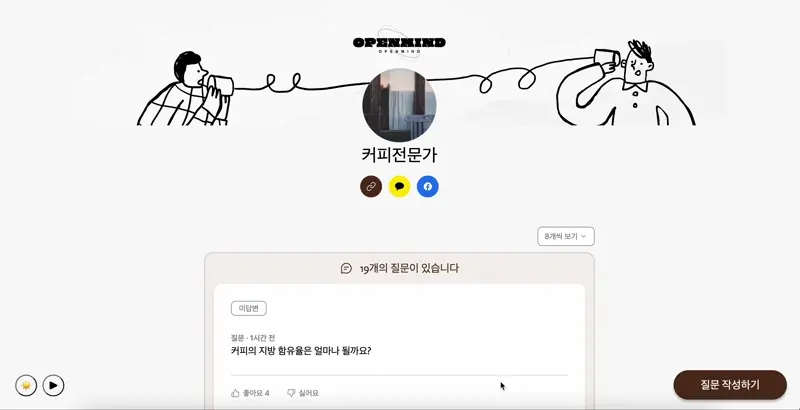 OPENMIND
OPENMIND
커피전문가
8개씩 보기
19개의 질문이 있습니다
미답변
질문 · 1시간 전
커피의 지방 함유율은 얼마나 될까요?
좋아요 4 싫어요
질문 작성하기